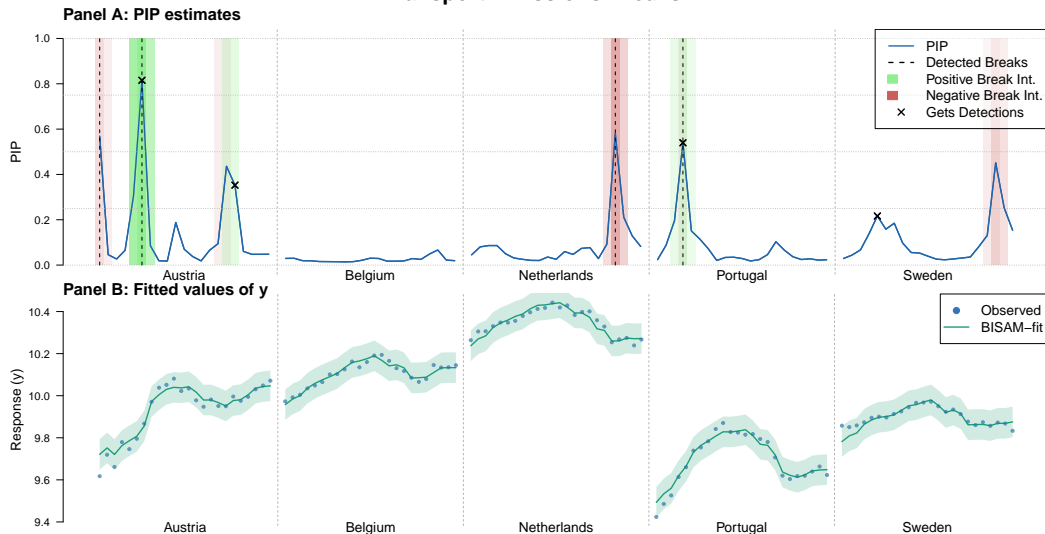 Panel A: PIP estimates
1.0
0.8
0.6
0.4
0.2
0.0
PIP
PIP
Detected Breaks
Positive Break Int.
Negative Break Int.
Gets Detections
Austria
Belgium
Netherlands
Portugal
Sweden
Panel B: Fitted values of y
10.4
10.2
10.0
9.8
9.6
9.4
Response (y)
Observed
BISAM−fit
Austria
Belgium
Netherlands
Portugal
Sweden